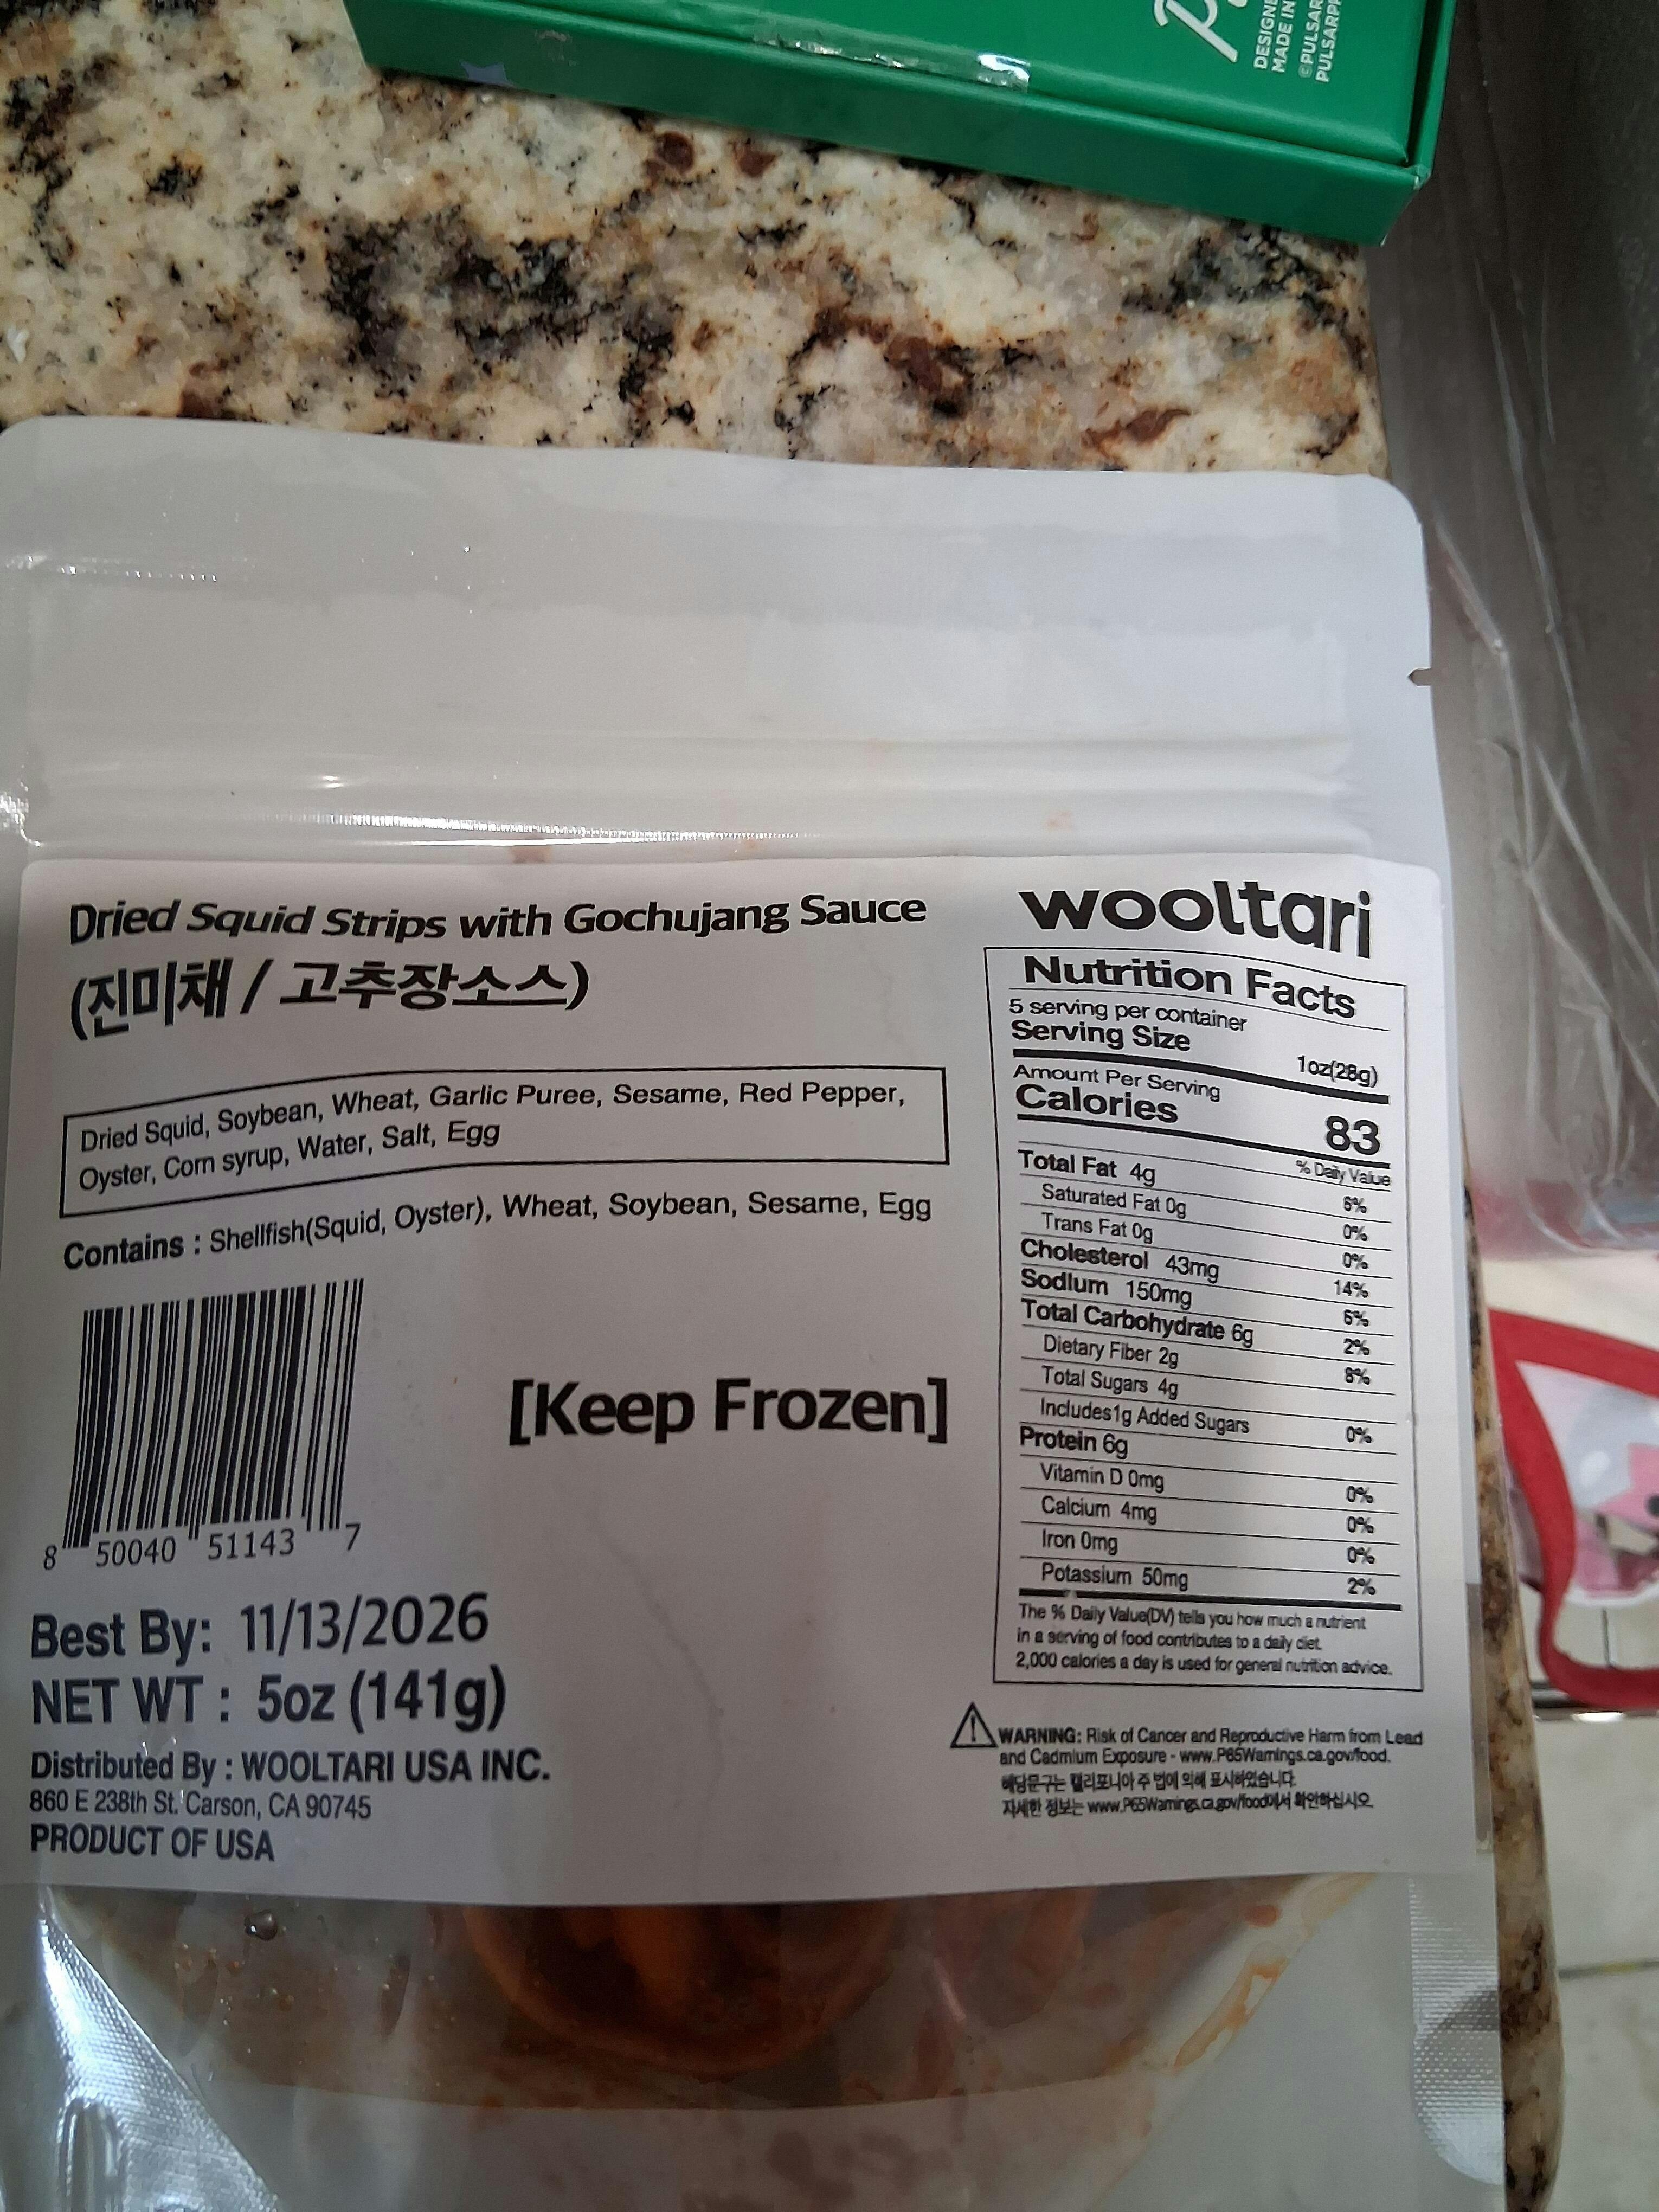 DESIGNE
MADE IN
©PULSAR
PULSARPR
Dried Squid Strips with Gochujang Sauce
(진미채 / 고추장소스)
Dried Squid, Soybean, Wheat, Garlic Puree, Sesame, Red Pepper,
Oyster, Corn syrup, Water, Salt, Egg
Contains : Shellfish(Squid, Oyster), Wheat, Soybean, Sesame, Egg
8 50040 51143 7
[Keep Frozen]
Best By: 11/13/2026
NET WT : 5oz (141g)
Distributed By : WOOLTARI USA INC.
860 E 238th St. Carson, CA 90745
PRODUCT OF USA
wooltari
Nutrition Facts
5 serving per container
Serving Size 1oz(28g)
Amount Per Serving
Calories 83
% Daily Value
Total Fat 4g 6%
Saturated Fat 0g 0%
Trans Fat 0g 0%
Cholesterol 43mg 14%
Sodium 150mg 6%
Total Carbohydrate 6g 2%
Dietary Fiber 2g 8%
Total Sugars 4g
Includes1g Added Sugars 0%
Protein 6g
Vitamin D 0mg 0%
Calcium 4mg 0%
Iron 0mg 0%
Potassium 50mg 2%
The % Daily Value(DV) tells you how much a nutrient
in a serving of food contributes to a daily diet.
2,000 calories a day is used for general nutrition advice.
WARNING: Risk of Cancer and Reproductive Harm from Lead
and Cadmium Exposure - www.P65Warnings.ca.gov/food.
해당문구는 캘리포니아 주 법에 의해 표시하였습니다.
자세한 정보는 www.P65Warnings.ca.gov/food에서 확인하십시오